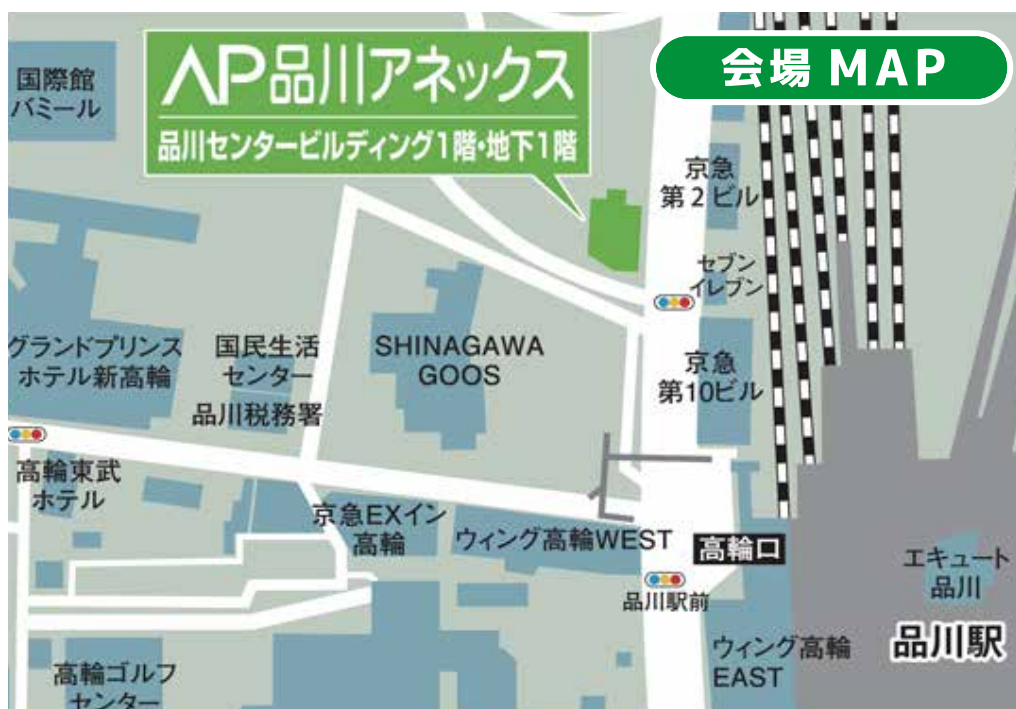 会場 MAP
AP品川アネックス
品川センタービルディング1階・地下1階
国際館
パミール
京急
第2ビル
セブン
イレブン
グランドプリンス
ホテル新高輪
国民生活
センター
品川税務署
SHINAGAWA
GOOS
京急
第10ビル
高輪東武
ホテル
京急EXイン
高輪
ウィング高輪WEST
高輪口
エキュート
品川
品川駅前
品川駅
ウィング高輪
EAST
高輪ゴルフ
センター